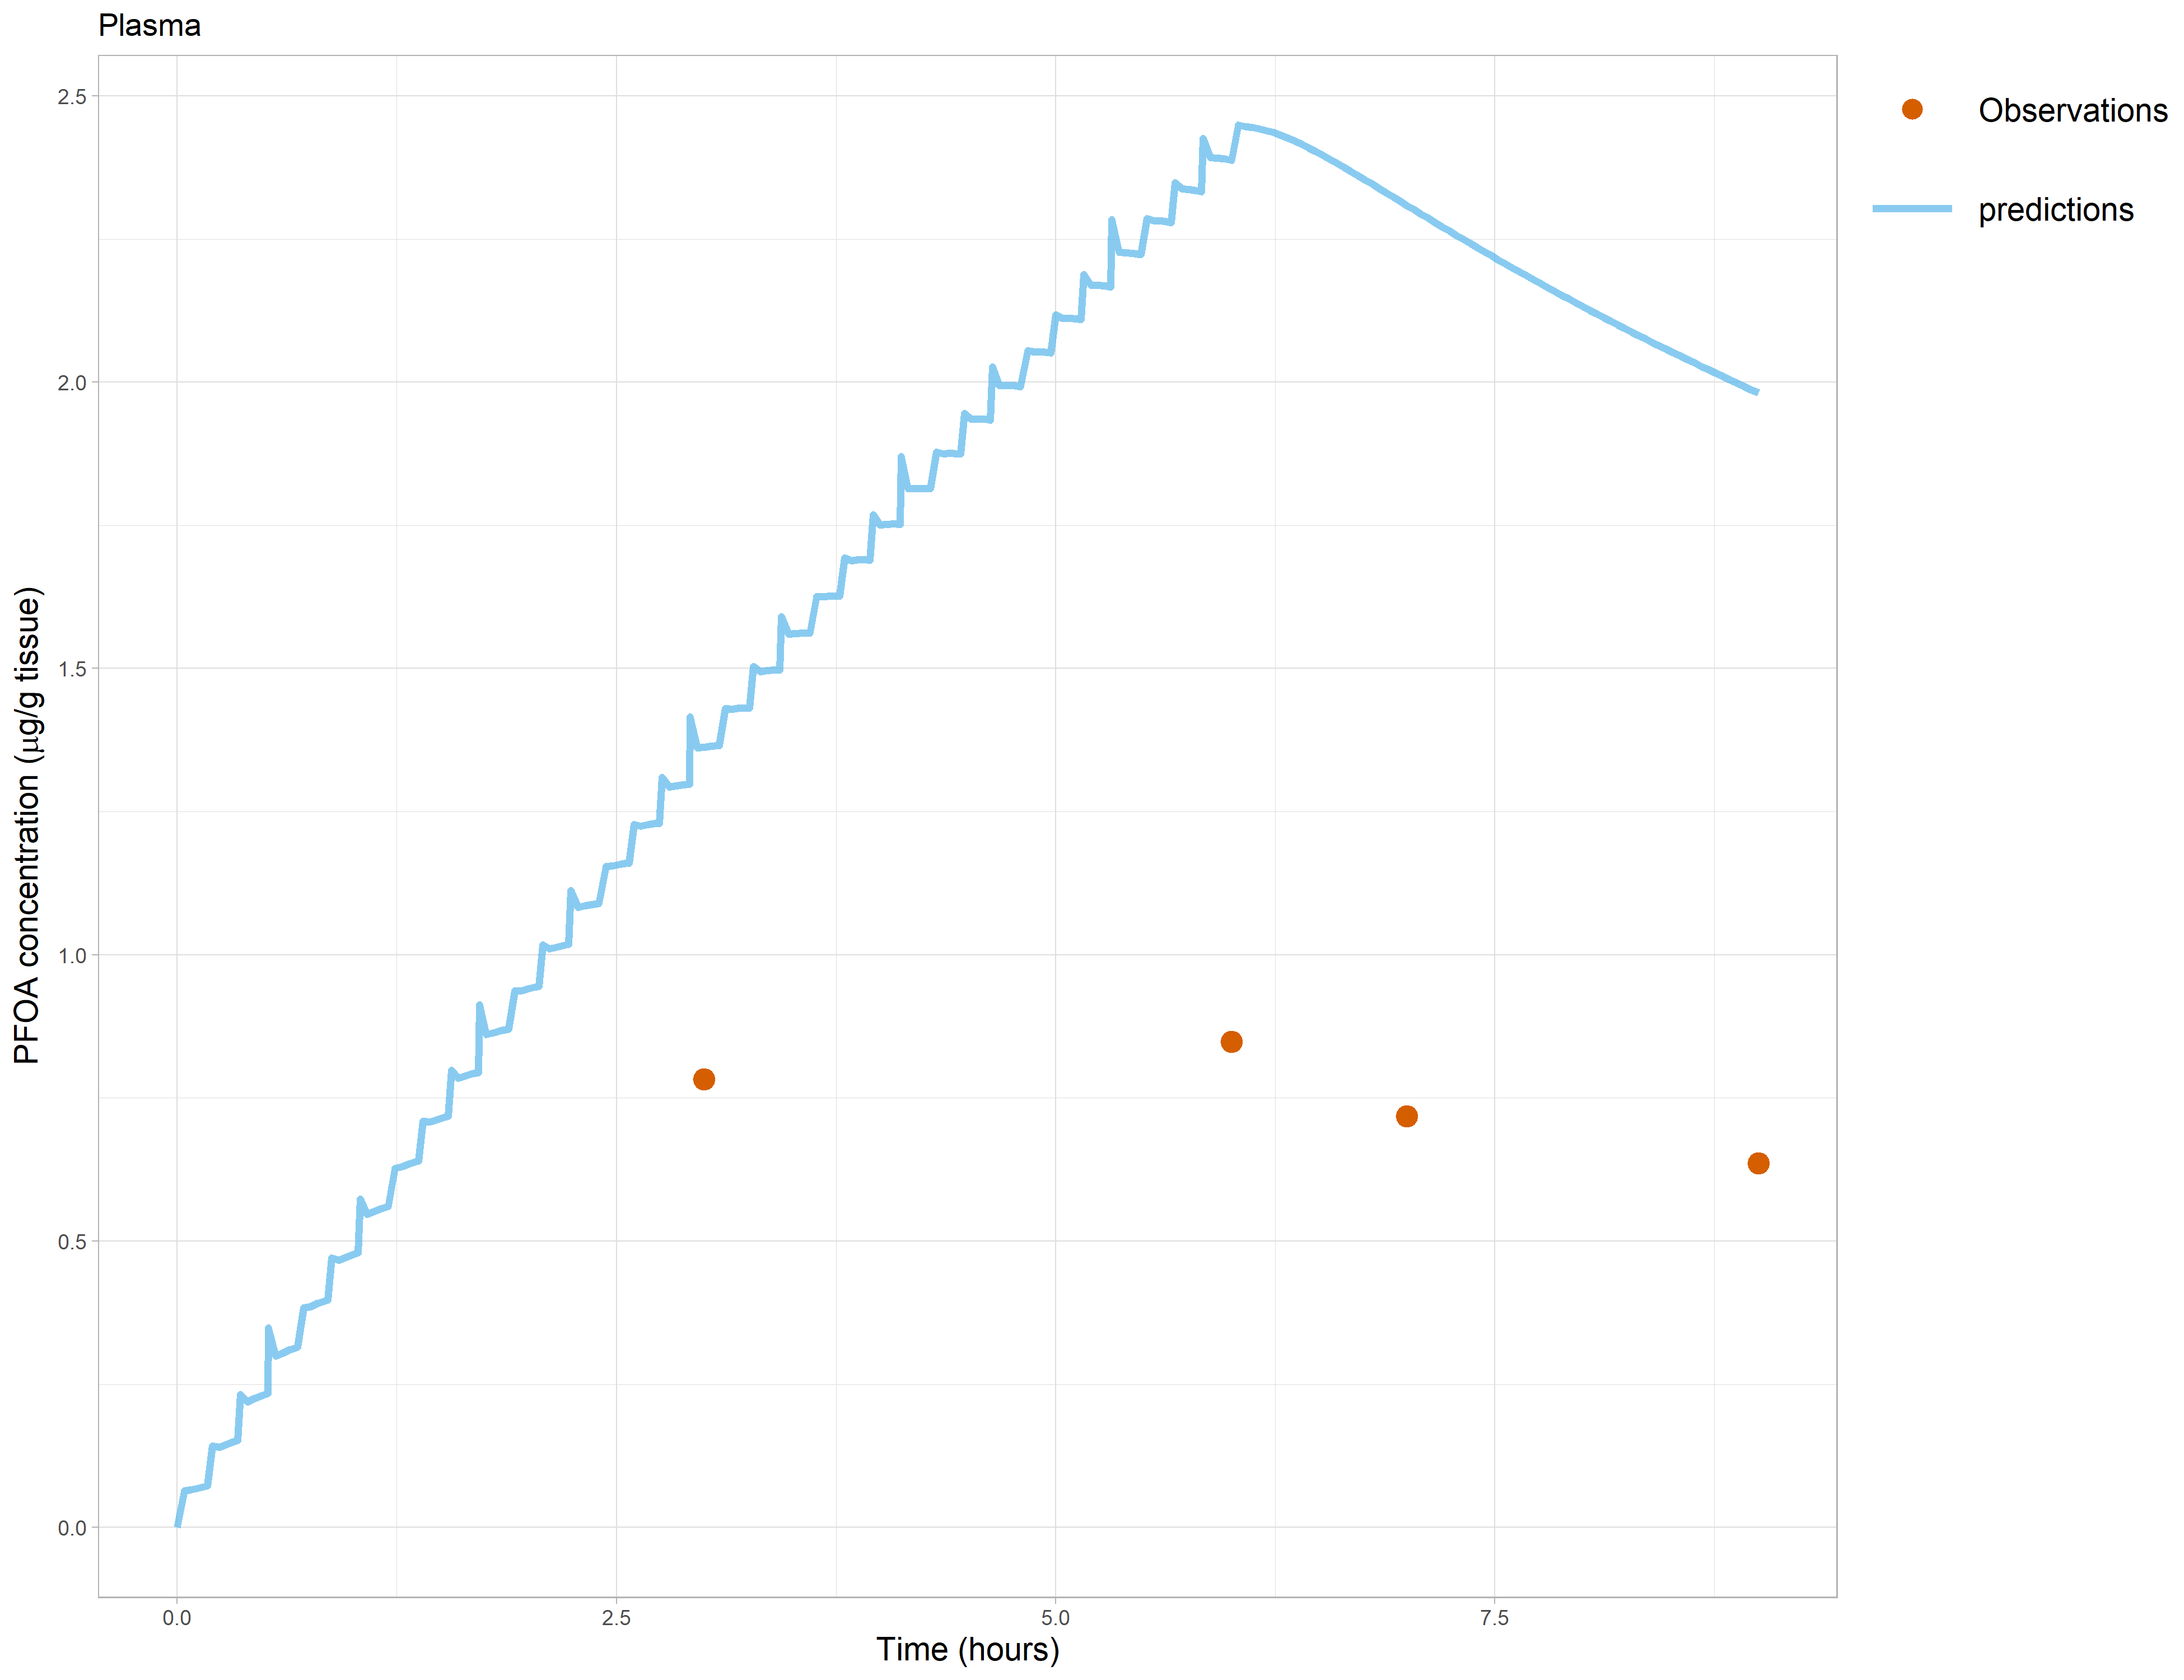 Plasma
Observations
predictions
PFOA concentration (μg/g tissue)
2.5
2.0
1.5
1.0
0.5
0.0
0.0 2.5 5.0 7.5
Time (hours)